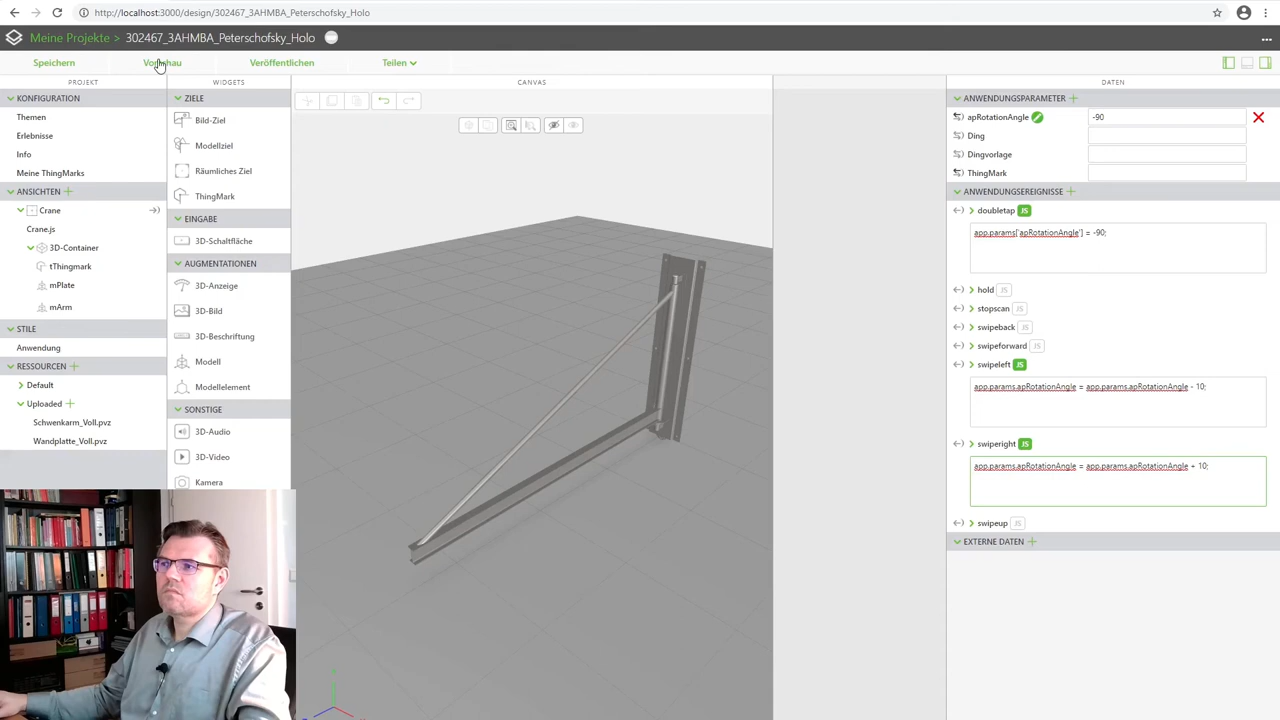 http://localhost:3000/design/302467_3AHMBA_Peterschofsky_Holo
Meine Projekte > 302467_3AHMBA_Peterschofsky_Holo
Speichern Vorschau Veröffentlichen Teilen
PROJEKT WIDGETS CANVAS DATEN
KONFIGURATION
Themen
Erlebnisse
Info
Meine ThingMarks
ANSICHTEN
Crane
Crane.js
3D-Container
tThingmark
mPlate
mArm
STILE
Anwendung
RESSOURCEN
Default
Uploaded
Schwenkarm_Voll.pvz
Wandplatte_Voll.pvz
ZIELE
Bild-Ziel
Modellziel
Räumliches Ziel
ThingMark
EINGABE
3D-Schaltfläche
AUGMENTATIONEN
3D-Anzeige
3D-Bild
3D-Beschriftung
Modell
Modellelement
SONSTIGE
3D-Audio
3D-Video
Kamera
ANWENDUNGSPARAMETER
apRotationAngle -90
Ding
Dingvorlage
ThingMark
ANWENDUNGSEREIGNISSE
doubletap JS
app.params['apRotationAngle'] = -90;
hold JS
stopscan JS
swipeback JS
swipeforward JS
swipeleft JS
app.params.apRotationAngle = app.params.apRotationAngle - 10;
swiperight JS
app.params.apRotationAngle = app.params.apRotationAngle + 10;
swipeup JS
EXTERNE DATEN